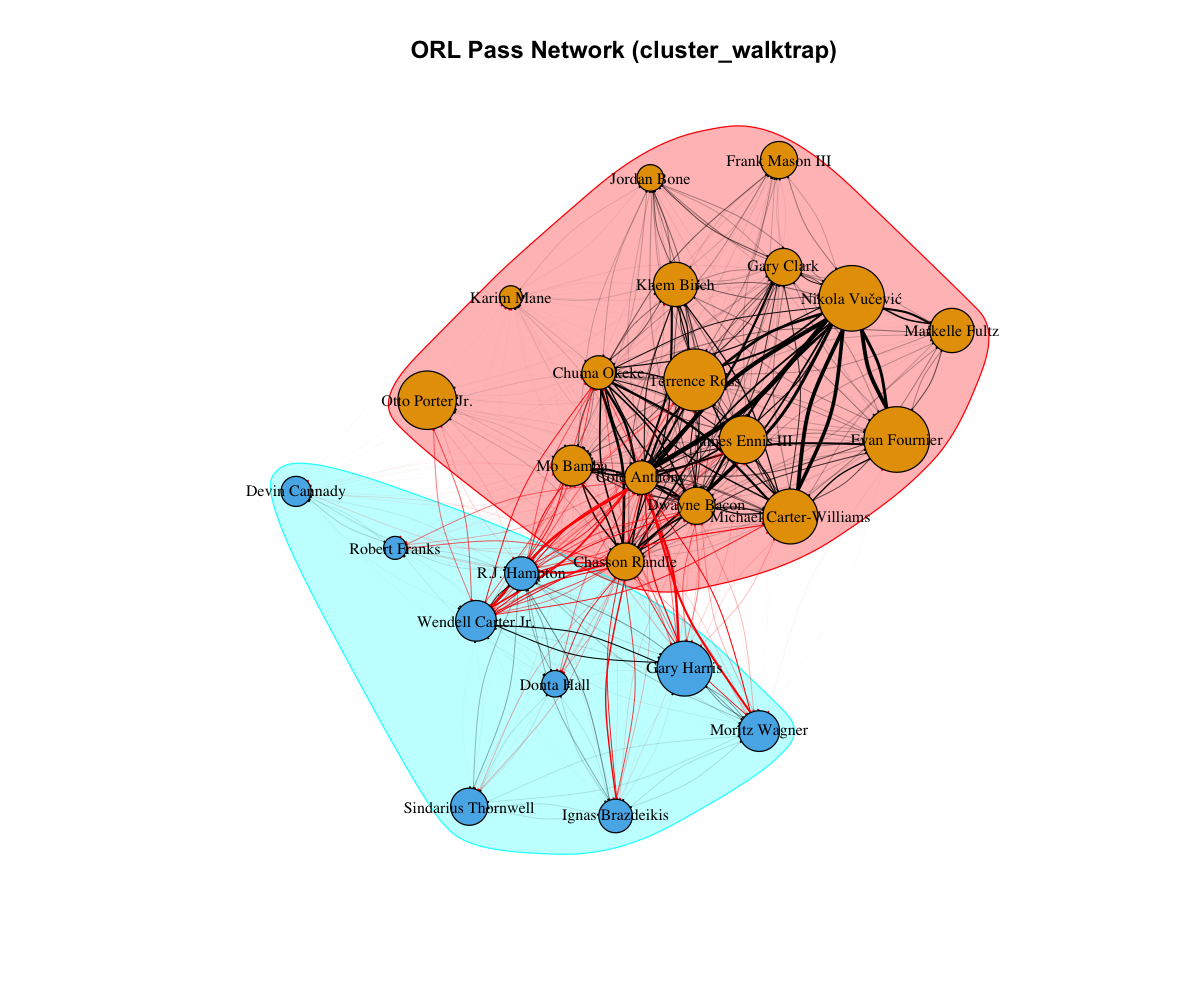 ORL Pass Network (cluster_walktrap)
Frank Mason III
Jordan Bone
Gary Clark
Khem Birch
Karim Mane
Nikola Vučević
Markelle Fultz
Chuma Okeke
Terrence Ross
Otto Porter Jr.
James Ennis III
Evan Fournier
Mo Bamba
Cole Anthony
Devin Cannady
Dwayne Bacon
Michael Carter-Williams
Robert Franks
Chasson Randle
R.J. Hampton
Wendell Carter Jr.
Gary Harris
Donta Hall
Moritz Wagner
Sindarius Thornwell
Ignas Brazdeikis